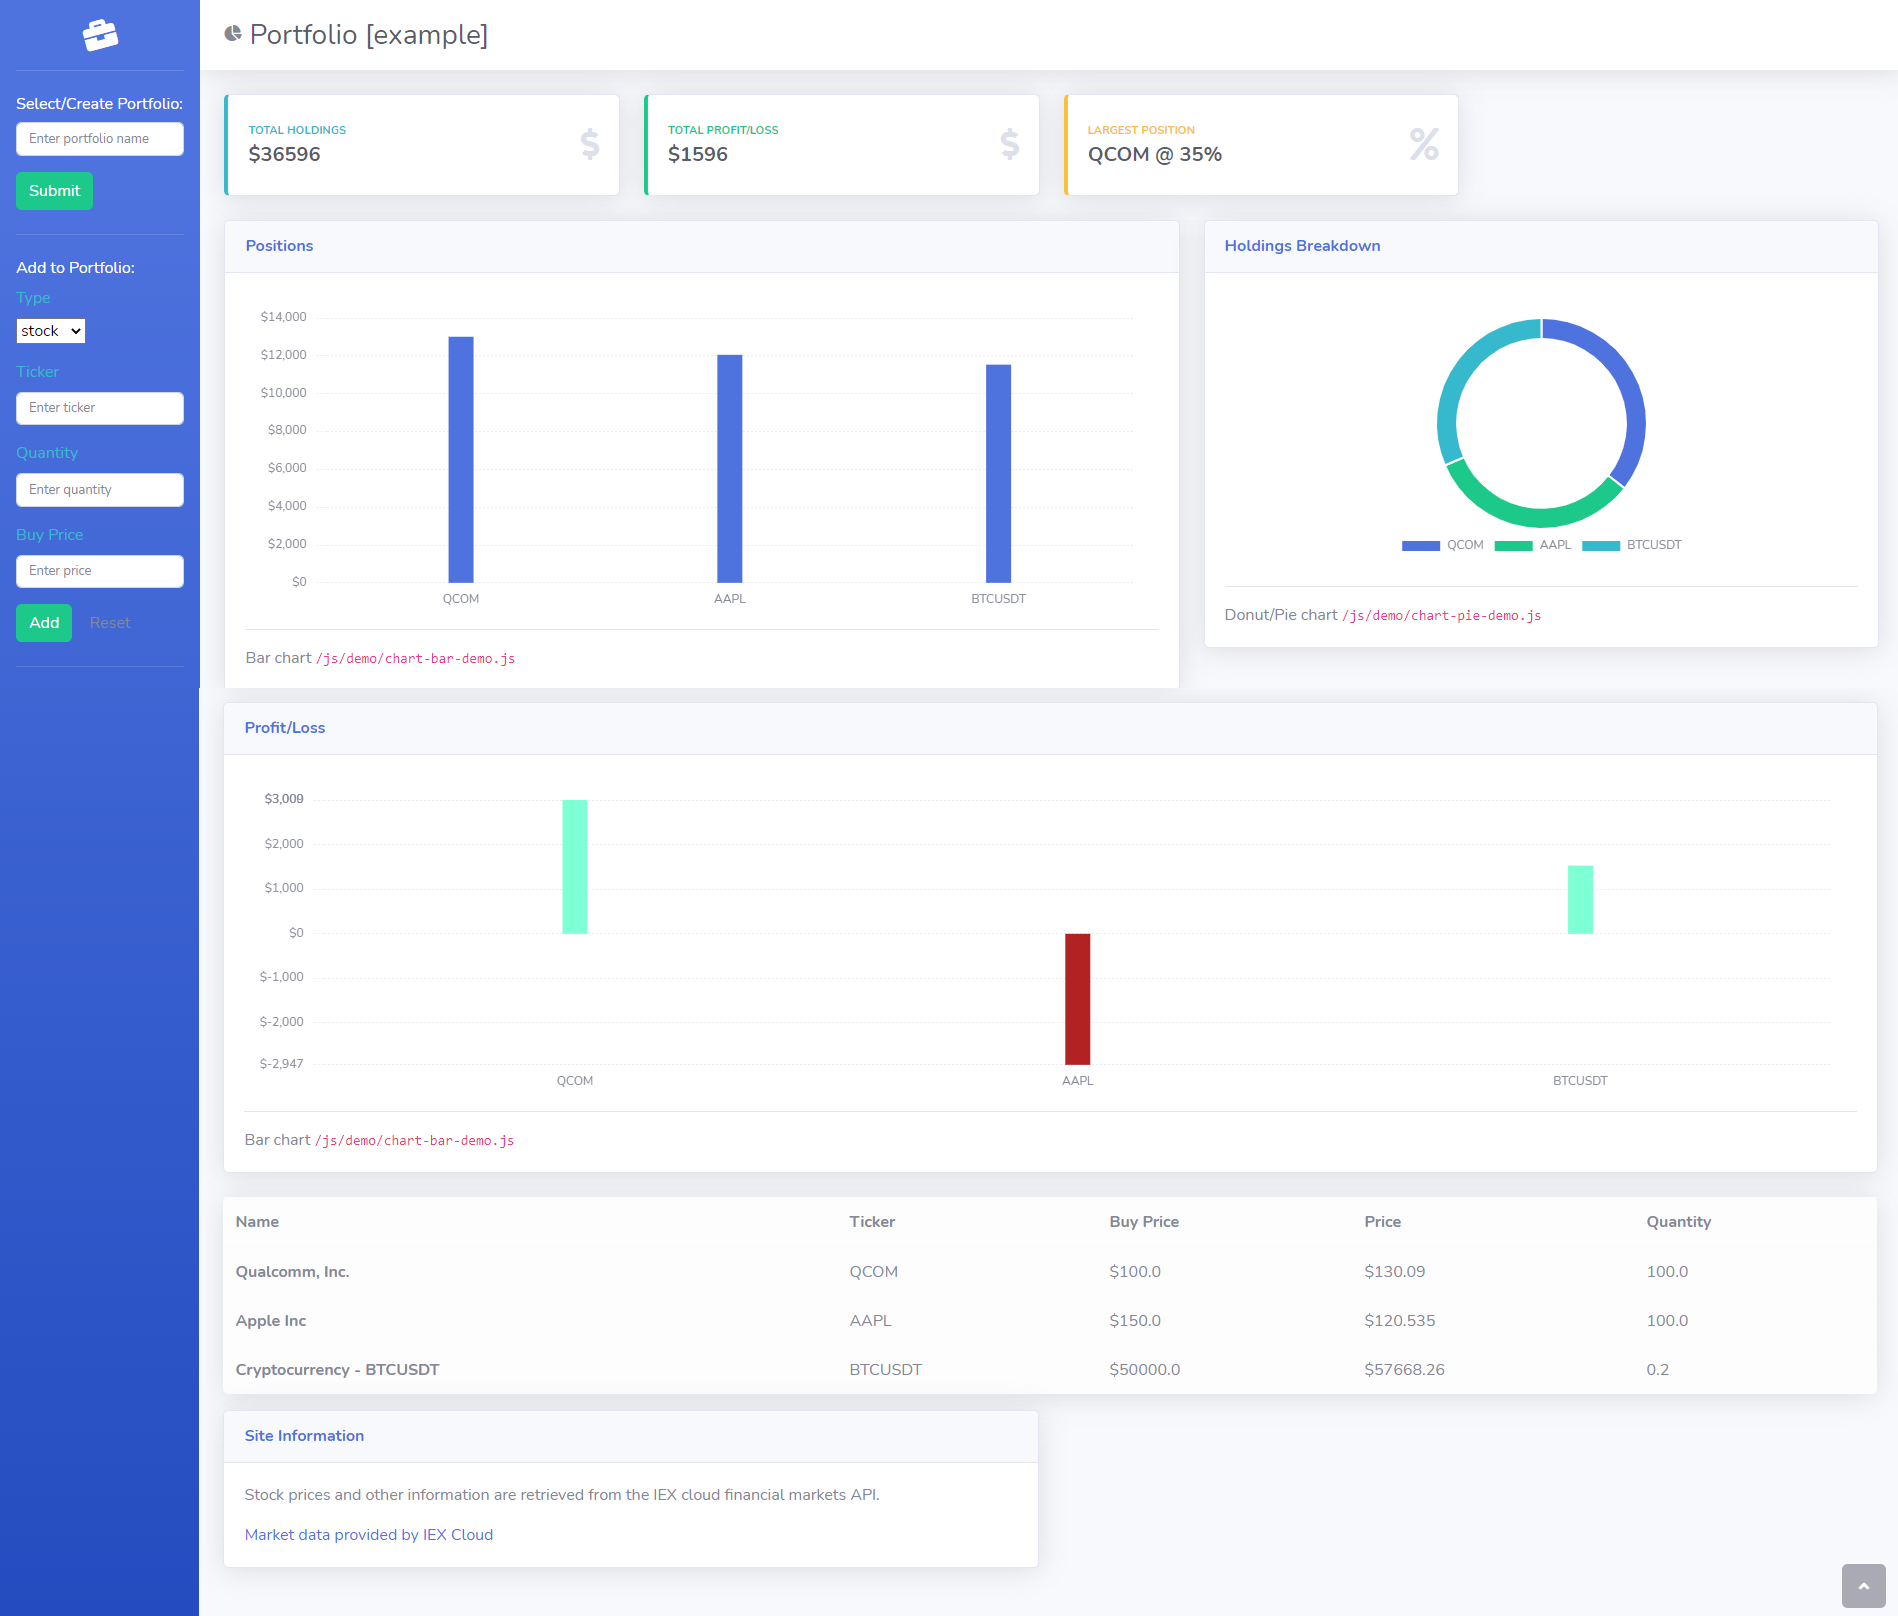 Portfolio [example]
Select/Create Portfolio:
Enter portfolio name
Submit
Add to Portfolio:
Type
stock
Ticker
Enter ticker
Quantity
Enter quantity
Buy Price
Enter price
Add Reset
TOTAL HOLDINGS
$36596
$
TOTAL PROFIT/LOSS
$1596
$
LARGEST POSITION
QCOM @ 35%
%
Positions
$14,000
$12,000
$10,000
$8,000
$6,000
$4,000
$2,000
$0
QCOM AAPL BTCUSDT
Bar chart /js/demo/chart-bar-demo.js
Holdings Breakdown
QCOM AAPL BTCUSDT
Donut/Pie chart /js/demo/chart-pie-demo.js
Profit/Loss
$2,000
$1,000
$0
$-1,000
$-2,000
$-2,947
QCOM AAPL BTCUSDT
Bar chart /js/demo/chart-bar-demo.js
Name Ticker Buy Price Price Quantity
Qualcomm, Inc. QCOM $100.0 $130.09 100.0
Apple Inc AAPL $150.0 $120.535 100.0
Cryptocurrency - BTCUSDT BTCUSDT $50000.0 $57668.26 0.2
Site Information
Stock prices and other information are retrieved from the IEX cloud financial markets API.
Market data provided by IEX Cloud